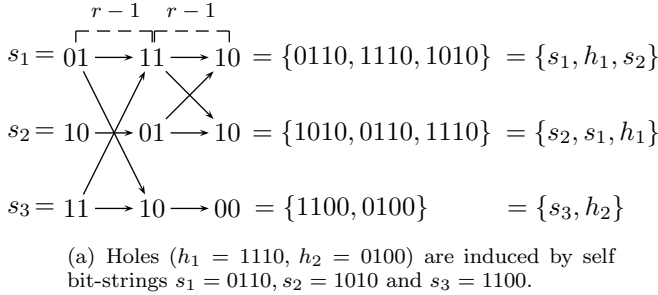 r − 1 r − 1
s₁ = 01 11 10 = {0110, 1110, 1010} = {s₁, h₁, s₂}
s₂ = 10 01 10 = {1010, 0110, 1110} = {s₂, s₁, h₁}
s₃ = 11 10 00 = {1100, 0100} = {s₃, h₂}
(a) Holes (h₁ = 1110, h₂ = 0100) are induced by self
bit-strings s₁ = 0110, s₂ = 1010 and s₃ = 1100.